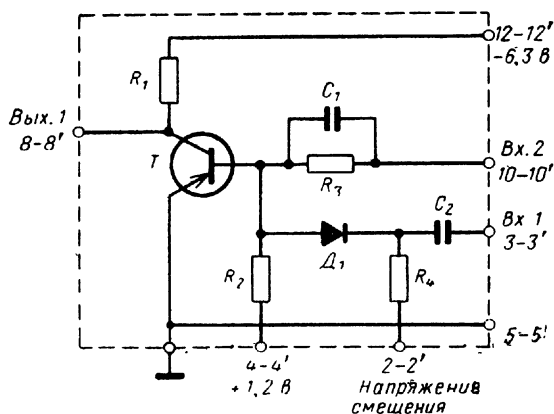 12–12'
–6,3 В
R1
C1
Вых. 1
8–8'
Т
R3
Вх. 2
10–10'
C2
Вх 1
3–3'
Д1
R2
R4
5–5'
4–4'
+1,2 В
2–2'
Напряжение
смещения